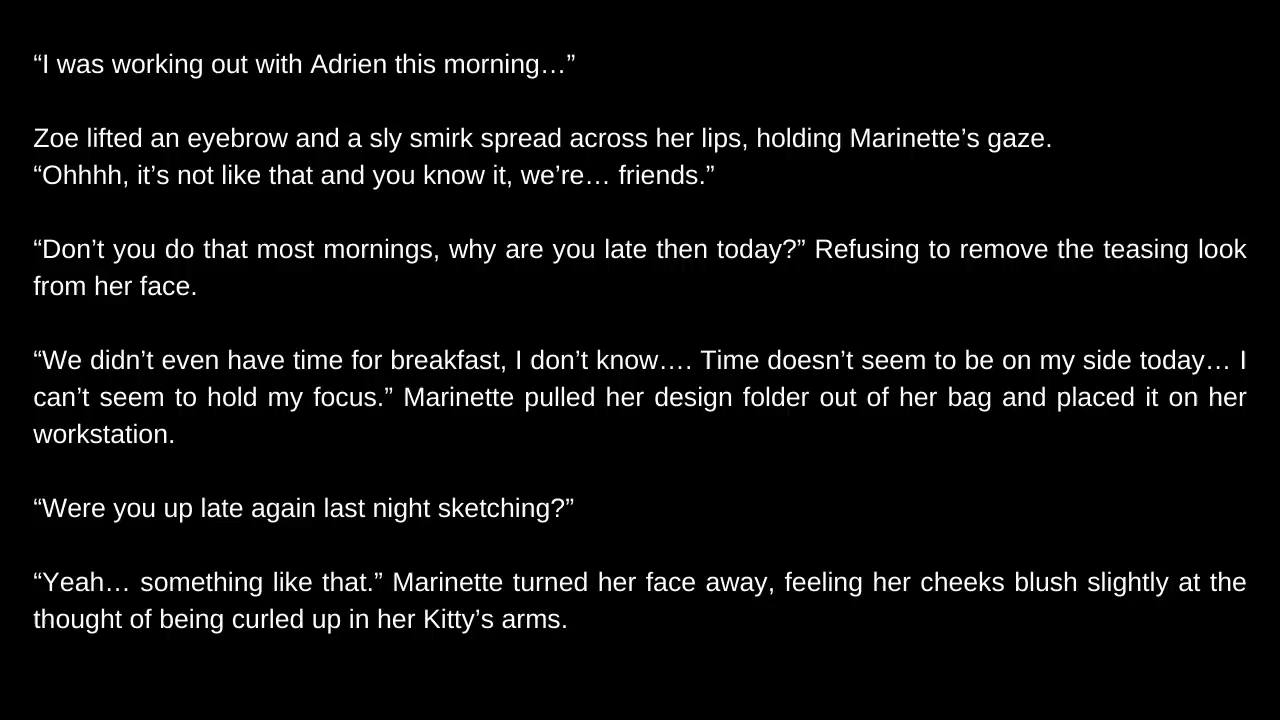 “I was working out with Adrien this morning…”
Zoe lifted an eyebrow and a sly smirk spread across her lips, holding Marinette’s gaze.
“Ohhhh, it’s not like that and you know it, we’re… friends.”
“Don’t you do that most mornings, why are you late then today?” Refusing to remove the teasing look
from her face.
“We didn’t even have time for breakfast, I don’t know…. Time doesn’t seem to be on my side today… I
can’t seem to hold my focus.” Marinette pulled her design folder out of her bag and placed it on her
workstation.
“Were you up late again last night sketching?”
“Yeah… something like that.” Marinette turned her face away, feeling her cheeks blush slightly at the
thought of being curled up in her Kitty’s arms.